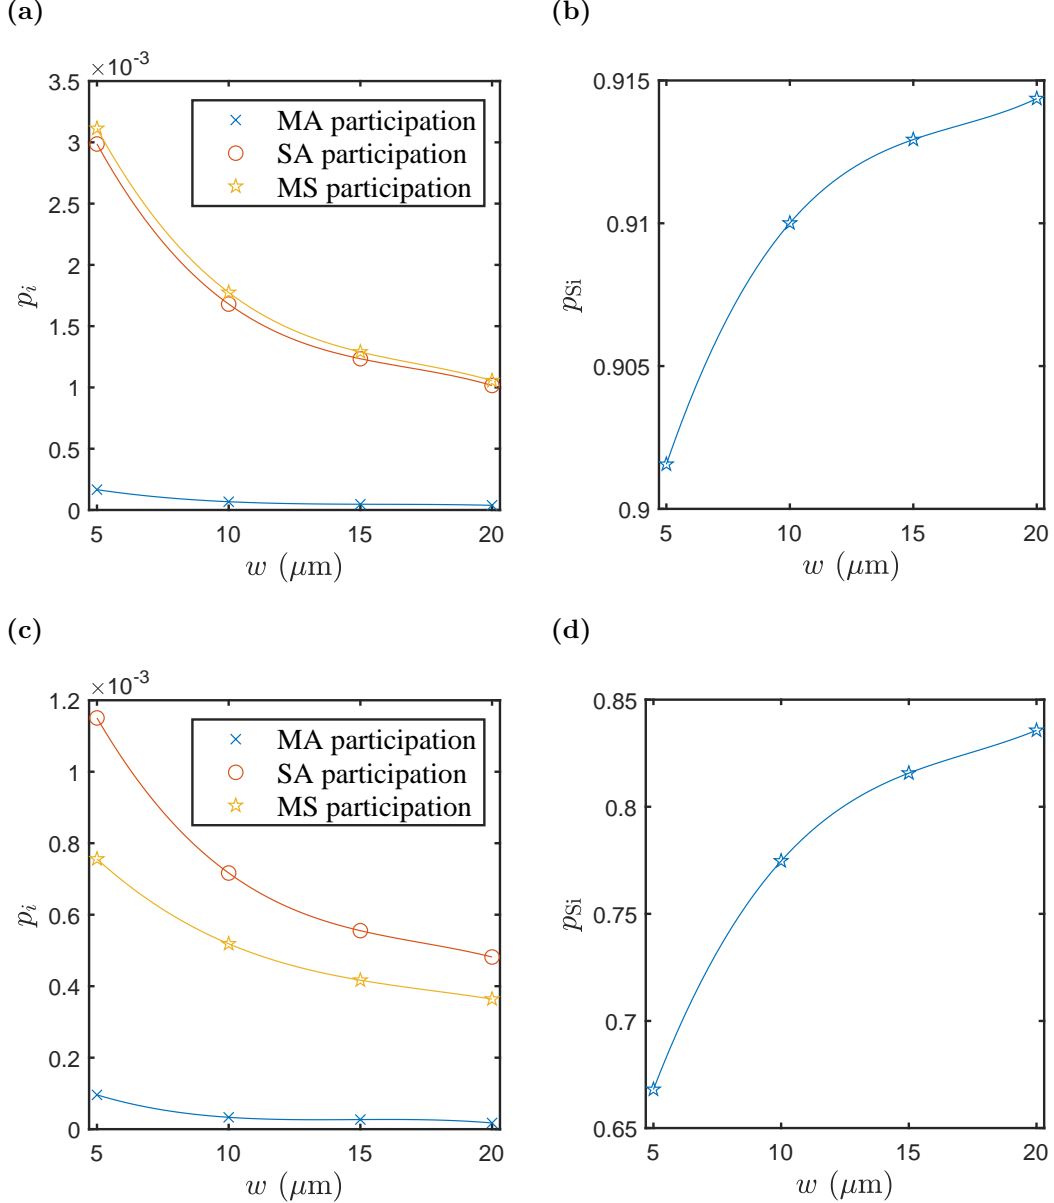 (a)
×10⁻³
3.5
3
2.5
2
1.5
1
0.5
0
pᵢ
MA participation
SA participation
MS participation
5 10 15 20
w (μm)
(b)
0.915
0.91
0.905
0.9
p_Si
5 10 15 20
w (μm)
(c)
×10⁻³
1.2
1
0.8
0.6
0.4
0.2
0
pᵢ
MA participation
SA participation
MS participation
5 10 15 20
w (μm)
(d)
0.85
0.8
0.75
0.7
0.65
p_Si
5 10 15 20
w (μm)